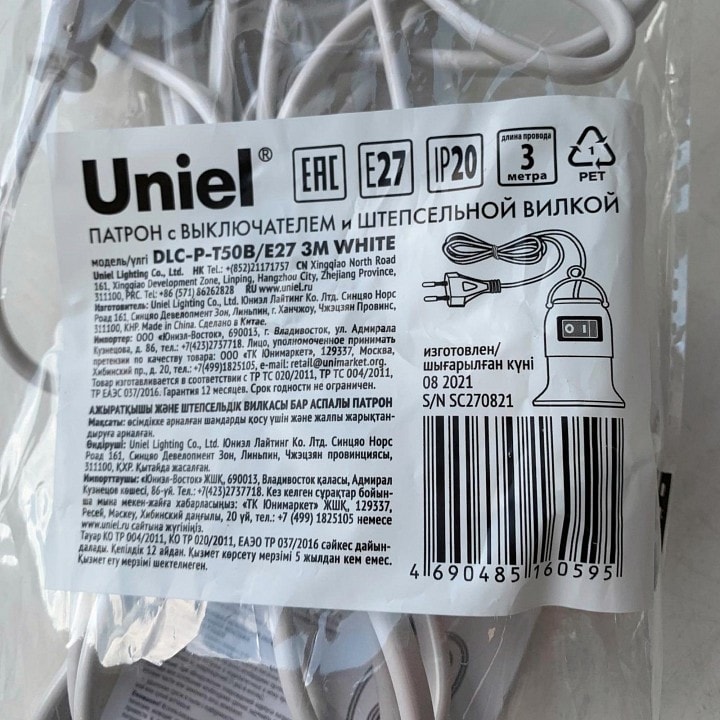 Uniel®
EAC
E27
IP20
длина провода
3
метра
1
PET
ПАТРОН с ВЫКЛЮЧАТЕЛЕМ и ШТЕПСЕЛЬНОЙ ВИЛКОЙ
модель/үлгі DLC-P-T50B/E27 3M WHITE
Uniel Lighting Co., Ltd. HK Tel.: +(852)21171757 CN Xingqiao North Road
161, Xingqiao Development Zone, Linping, Hangzhou City, Zhejiang Province,
311100, PRC. Tel.: +86 (571) 86262828 RU www.uniel.ru
Изготовитель: Uniel Lighting Co., Ltd. Юниэл Лайтинг Ко. Лтд. Синцяо Норс
Роад 161, Синцяо Девелопмент Зон, Линьпин, г. Ханчжоу, Чжэцзян Провинс,
311100, КНР. Made in China. Сделано в Китае.
Импортер: ООО «Юниэл-Восток», 690013, г. Владивосток, ул. Адмирала
Кузнецова, д. 86, тел.: +7(423)2737718. Лицо, уполномоченное принимать
претензии по качеству товара: ООО «ТК Юнимаркет», 129337, Москва,
Хибинский пр., д. 20, тел.: +7(499)1825105, e-mail: retail@unimarket.org.
Товар изготавливается в соответствии с ТР ТС 020/2011, ТР ТС 004/2011,
ТР ЕАЭС 037/2016. Гарантия 12 месяцев. Срок годности не ограничен.
АЖЫРАТҚЫШЫ ЖӘНЕ ШТЕПСЕЛЬДІК ВИЛКАСЫ БАР АСПАЛЫ ПАТРОН
Мақсаты: өсімдікке арналған шамдарды қосу үшін және жалпы жарықтан-
дыруға арналған.
Өндіруші: Uniel Lighting Co., Ltd. Юниэл Лайтинг Ко. Лтд. Синцяо Норс
Роад 161, Синцяо Девелопмент Зон, Линьпин, Чжэцзян провинциясы,
311100, ҚХР. Қытайда жасалған.
Импорттаушы: «Юниэл-Восток» ЖШҚ, 690013, Владивосток қаласы, Адмирал
Кузнецов көшесі, 86-үй. Тел.: +7(423)2737718. Кез келген сұрақтар бойын-
ша мына мекен-жайға хабарласыңыз: «ТК Юнимаркет» ЖШҚ, 129337,
Ресей, Мәскеу, Хибинский даңғылы, 20 үй, тел.: +7 (499) 1825105 немесе
www.uniel.ru сайтына жүгініңіз.
Тауар КО ТР 004/2011, КО ТР 020/2011, ЕАЭО ТР 037/2016 сәйкес дайын-
далады. Кепілдік 12 айдан. Қызмет көрсету мерзімі 5 жылдан кем емес.
Қызмет ету мерзімі шектелмеген.
изготовлен/
шығарылған күні
08 2021
S/N SC270821
4 690485 160595